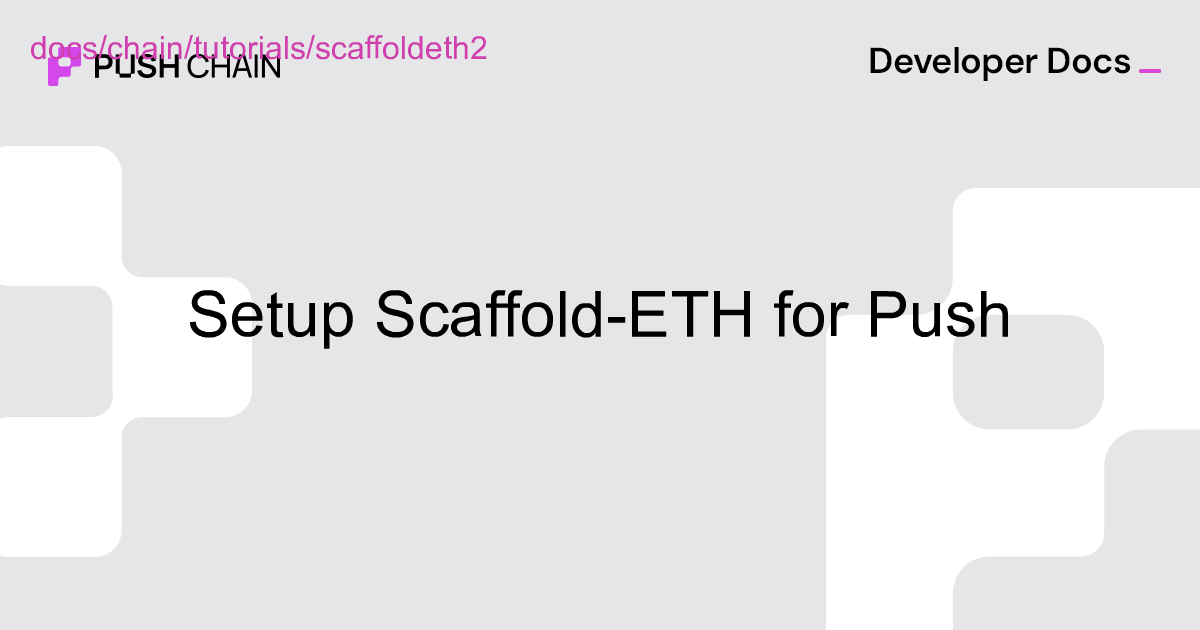 docs/chain/tutorials/scaffoldeth2
PUSH CHAIN
Developer Docs _
Setup Scaffold-ETH for Push